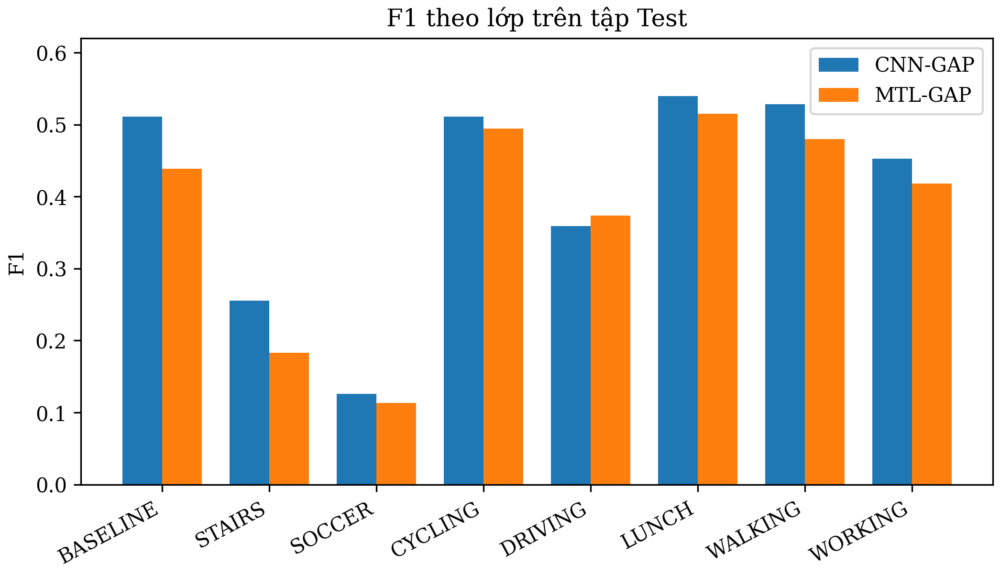 F1 theo lớp trên tập Test
CNN-GAP
MTL-GAP
F1
0.6
0.5
0.4
0.3
0.2
0.1
0.0
BASELINE
STAIRS
SOCCER
CYCLING
DRIVING
LUNCH
WALKING
WORKING